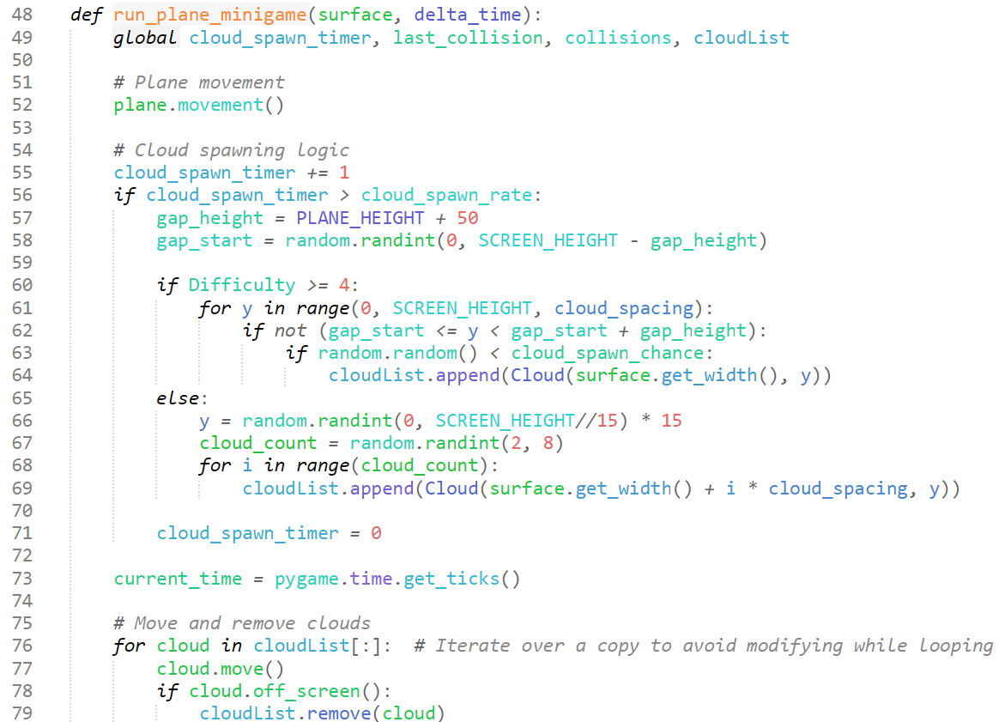 48 def run_plane_minigame(surface, delta_time):
49 global cloud_spawn_timer, last_collision, collisions, cloudList
50
51 # Plane movement
52 plane.movement()
53
54 # Cloud spawning logic
55 cloud_spawn_timer += 1
56 if cloud_spawn_timer > cloud_spawn_rate:
57 gap_height = PLANE_HEIGHT + 50
58 gap_start = random.randint(0, SCREEN_HEIGHT - gap_height)
59
60 if Difficulty >= 4:
61 for y in range(0, SCREEN_HEIGHT, cloud_spacing):
62 if not (gap_start <= y < gap_start + gap_height):
63 if random.random() < cloud_spawn_chance:
64 cloudList.append(Cloud(surface.get_width(), y))
65 else:
66 y = random.randint(0, SCREEN_HEIGHT//15) * 15
67 cloud_count = random.randint(2, 8)
68 for i in range(cloud_count):
69 cloudList.append(Cloud(surface.get_width() + i * cloud_spacing, y))
70
71 cloud_spawn_timer = 0
72
73 current_time = pygame.time.get_ticks()
74
75 # Move and remove clouds
76 for cloud in cloudList[:]: # Iterate over a copy to avoid modifying while looping
77 cloud.move()
78 if cloud.off_screen():
79 cloudList.remove(cloud)